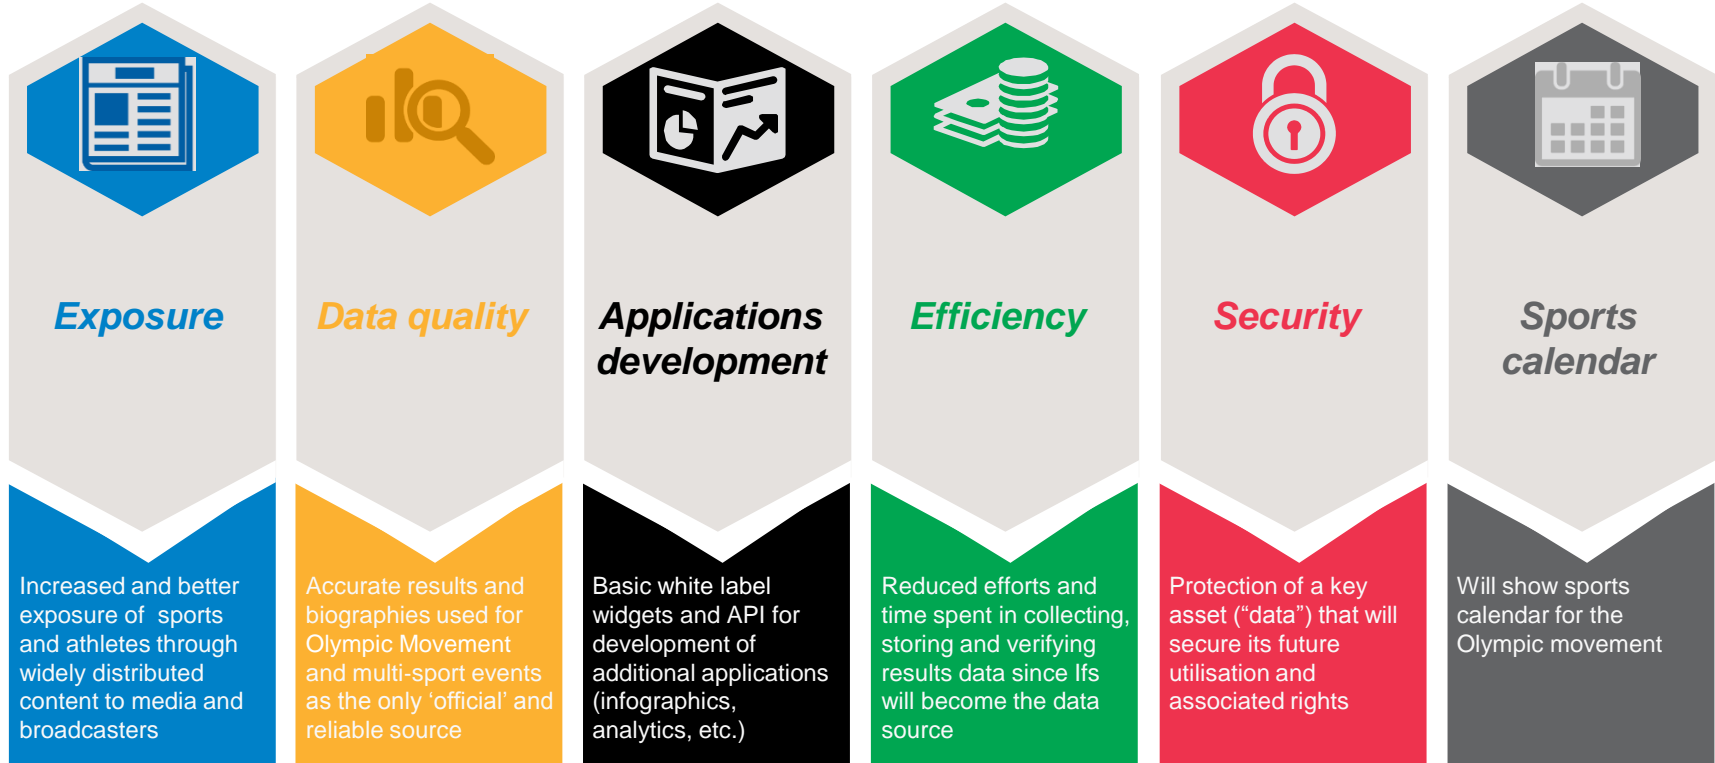 Exposure
Data quality
Applications
development
Efficiency
Security
Sports
calendar
Increased and better
exposure of  sports
and athletes through
widely distributed
content to media and
broadcasters
Accurate results and
biographies used for
Olympic Movement
and multi-sport events
as the only ‘official’ and
reliable source
Basic white label
widgets and API for
development of
additional applications
(infographics,
analytics, etc.)
Reduced efforts and
time spent in collecting,
storing and verifying
results data since Ifs
will become the data
source
Protection of a key
asset (“data”) that will
secure its future
utilisation and
associated rights
Will show sports
calendar for the
Olympic movement